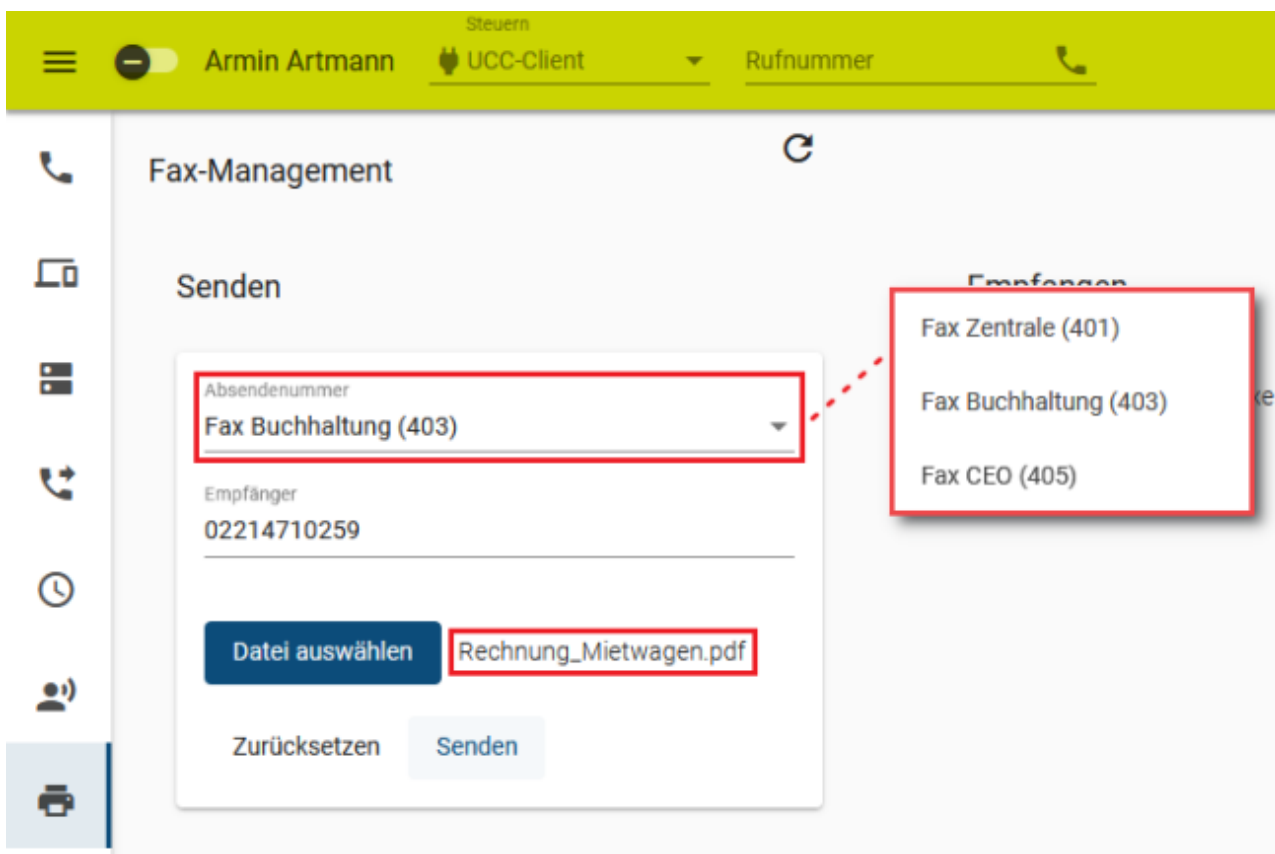 Steuern
Armin Artmann
UCC-Client
Rufnummer
Fax-Management
Senden
Fax Zentrale (401)
Fax Buchhaltung (403)
Fax CEO (405)
Absendenummer
Fax Buchhaltung (403)
Empfänger
02214710259
Datei auswählen
Rechnung_Mietwagen.pdf
Zurücksetzen
Senden